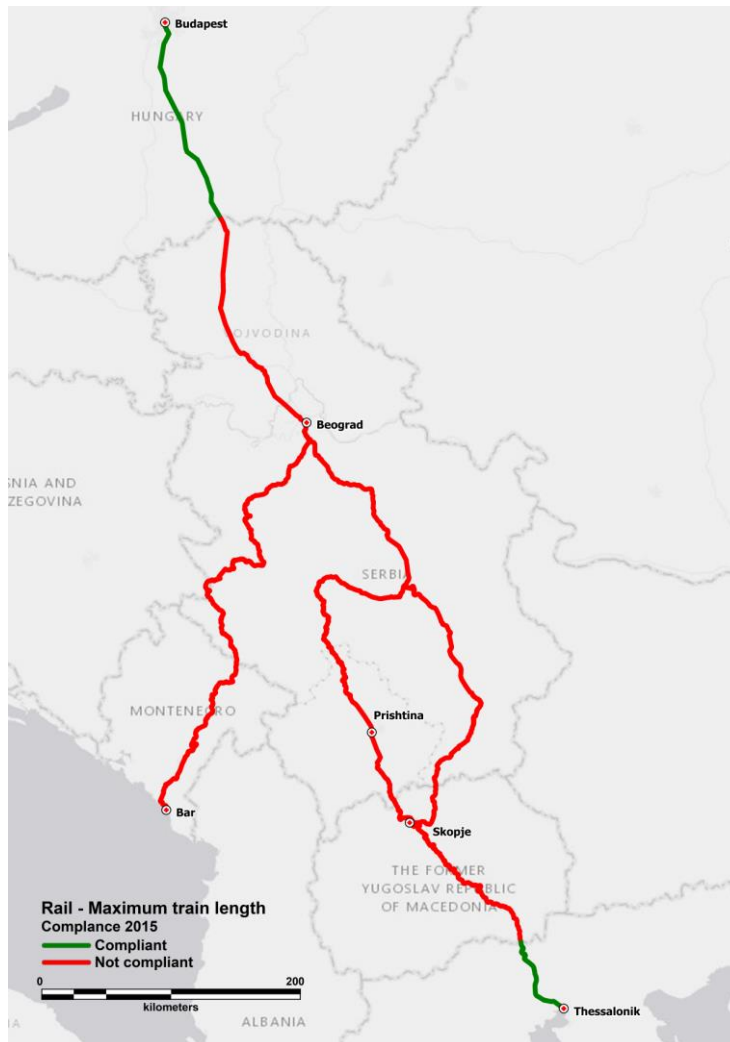 Budapest
HUNGARY
OJVODINA
Beograd
SNIA AND
ZEGOVINA
SERBIA
MONTENEGRO
Prishtina
Bar
Skopje
THE FORMER
YUGOSLAV REPUBLIC
OF MACEDONIA
Rail - Maximum train length
Complance 2015
Compliant
Not compliant
0 200
kilometers
Thessalonik
ALBANIA